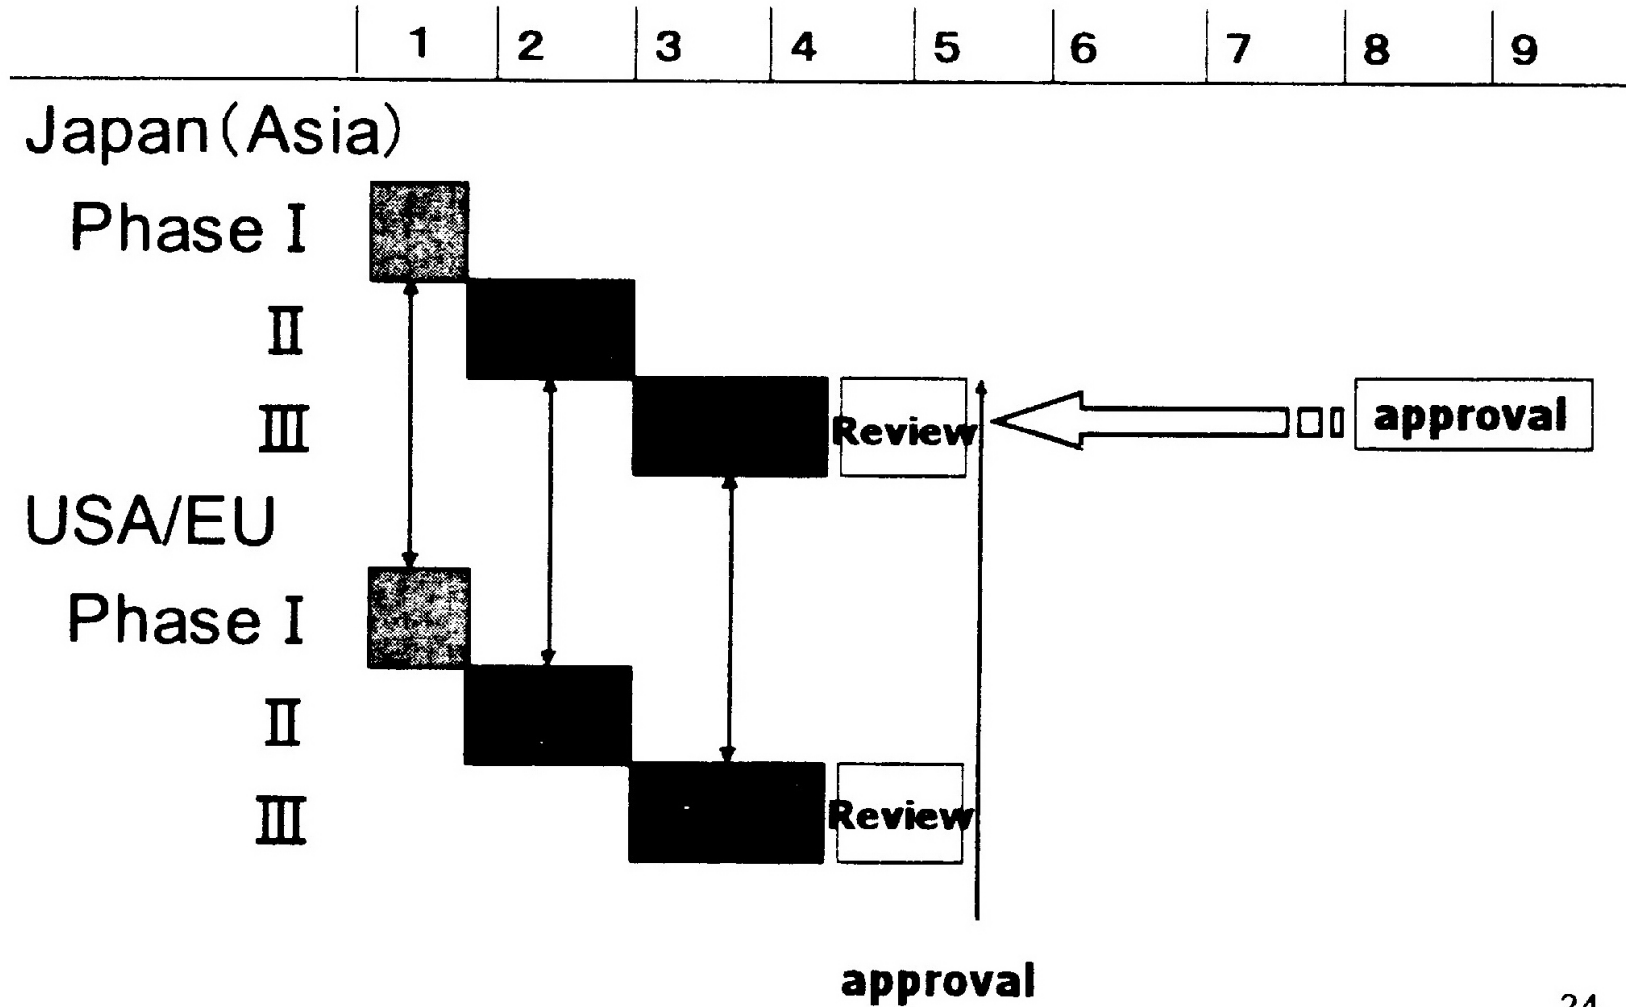 1 2 3 4 5 6 7 8 9
Japan(Asia)
Phase Ⅰ
Ⅱ
Ⅲ Review approval
USA/EU
Phase Ⅰ
Ⅱ
Ⅲ Review
approval
24